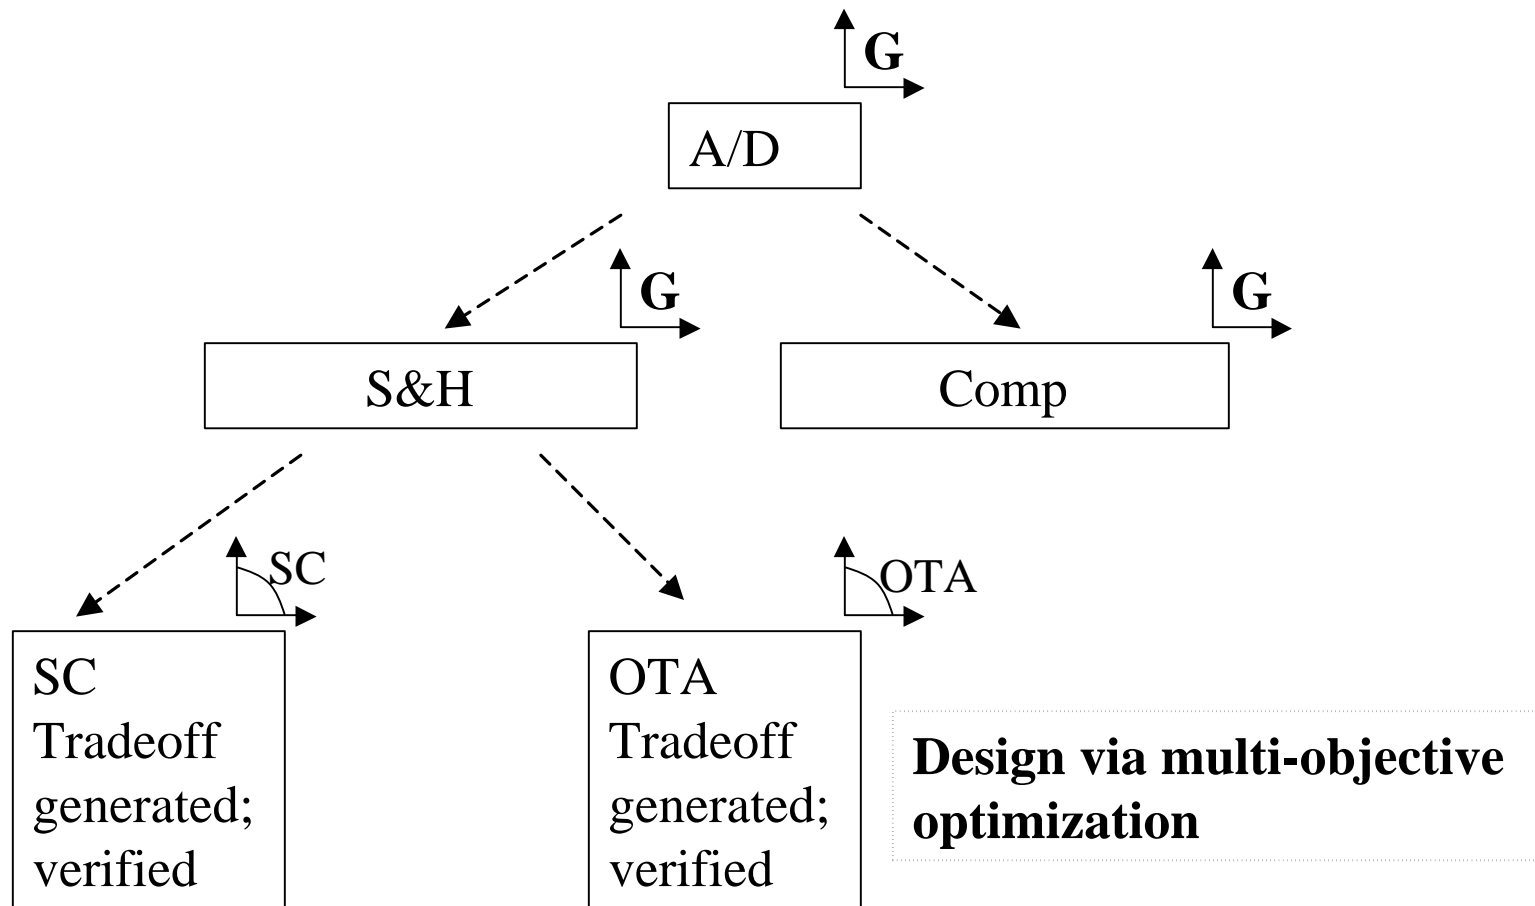 G
A/D
G
G
S&H
Comp
SC
OTA
SC
Tradeoff
generated;
verified
OTA
Tradeoff
generated;
verified
Design via multi-objective
optimization